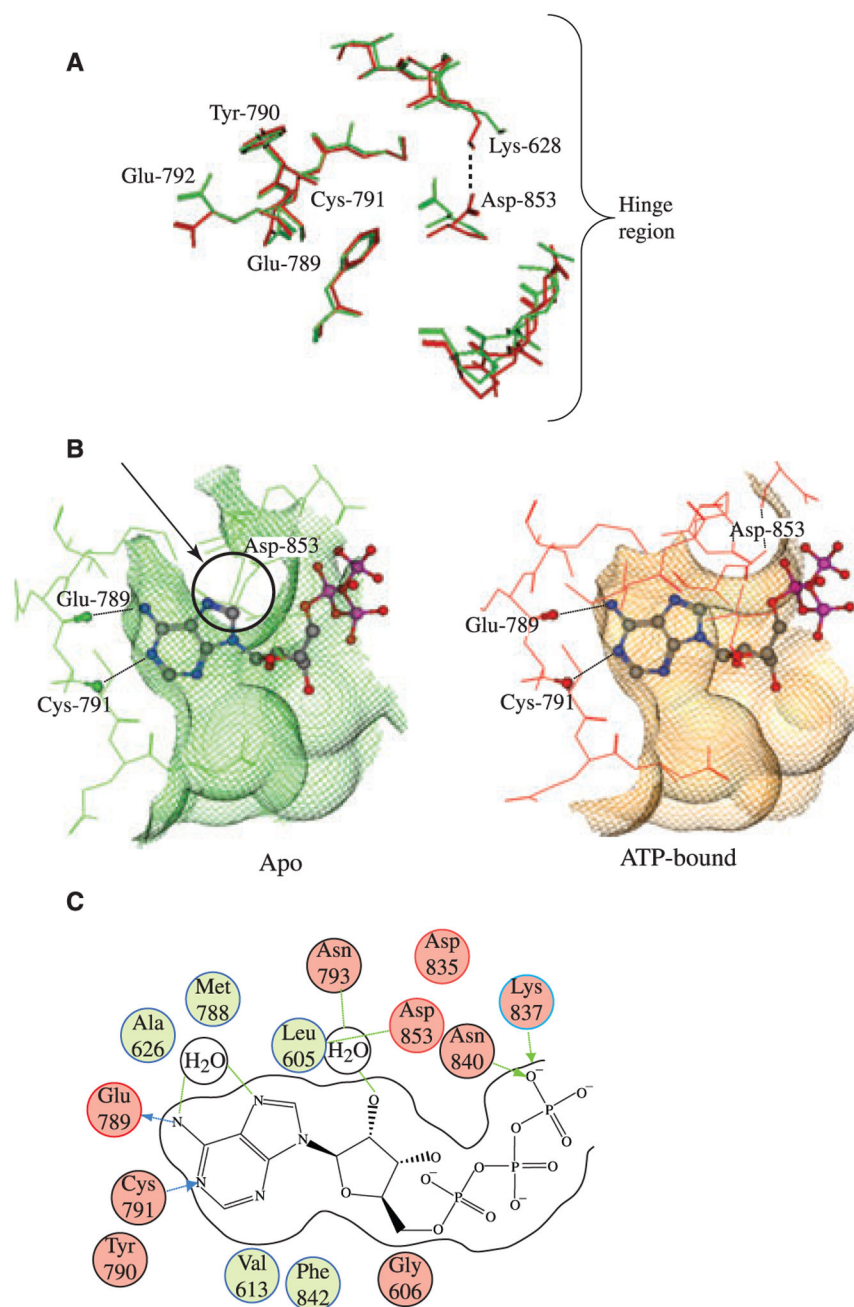 A
Tyr-790
Glu-792
Cys-791
Glu-789
Lys-628
Asp-853
Hinge
region
B
Asp-853
Glu-789
Cys-791
Apo
Asp-853
Glu-789
Cys-791
ATP-bound
C
Asn
793
Asp
835
Met
788
Lys
837
Ala
626
Leu
605
Asp
853
Asn
840
H2O
H2O
Glu
789
N
N
N
N
N
O
O
O
O
O−
P
O−
O
O
O
P
O
O−
O−
P
O
O
Cys
791
Tyr
790
Val
613
Phe
842
Gly
606